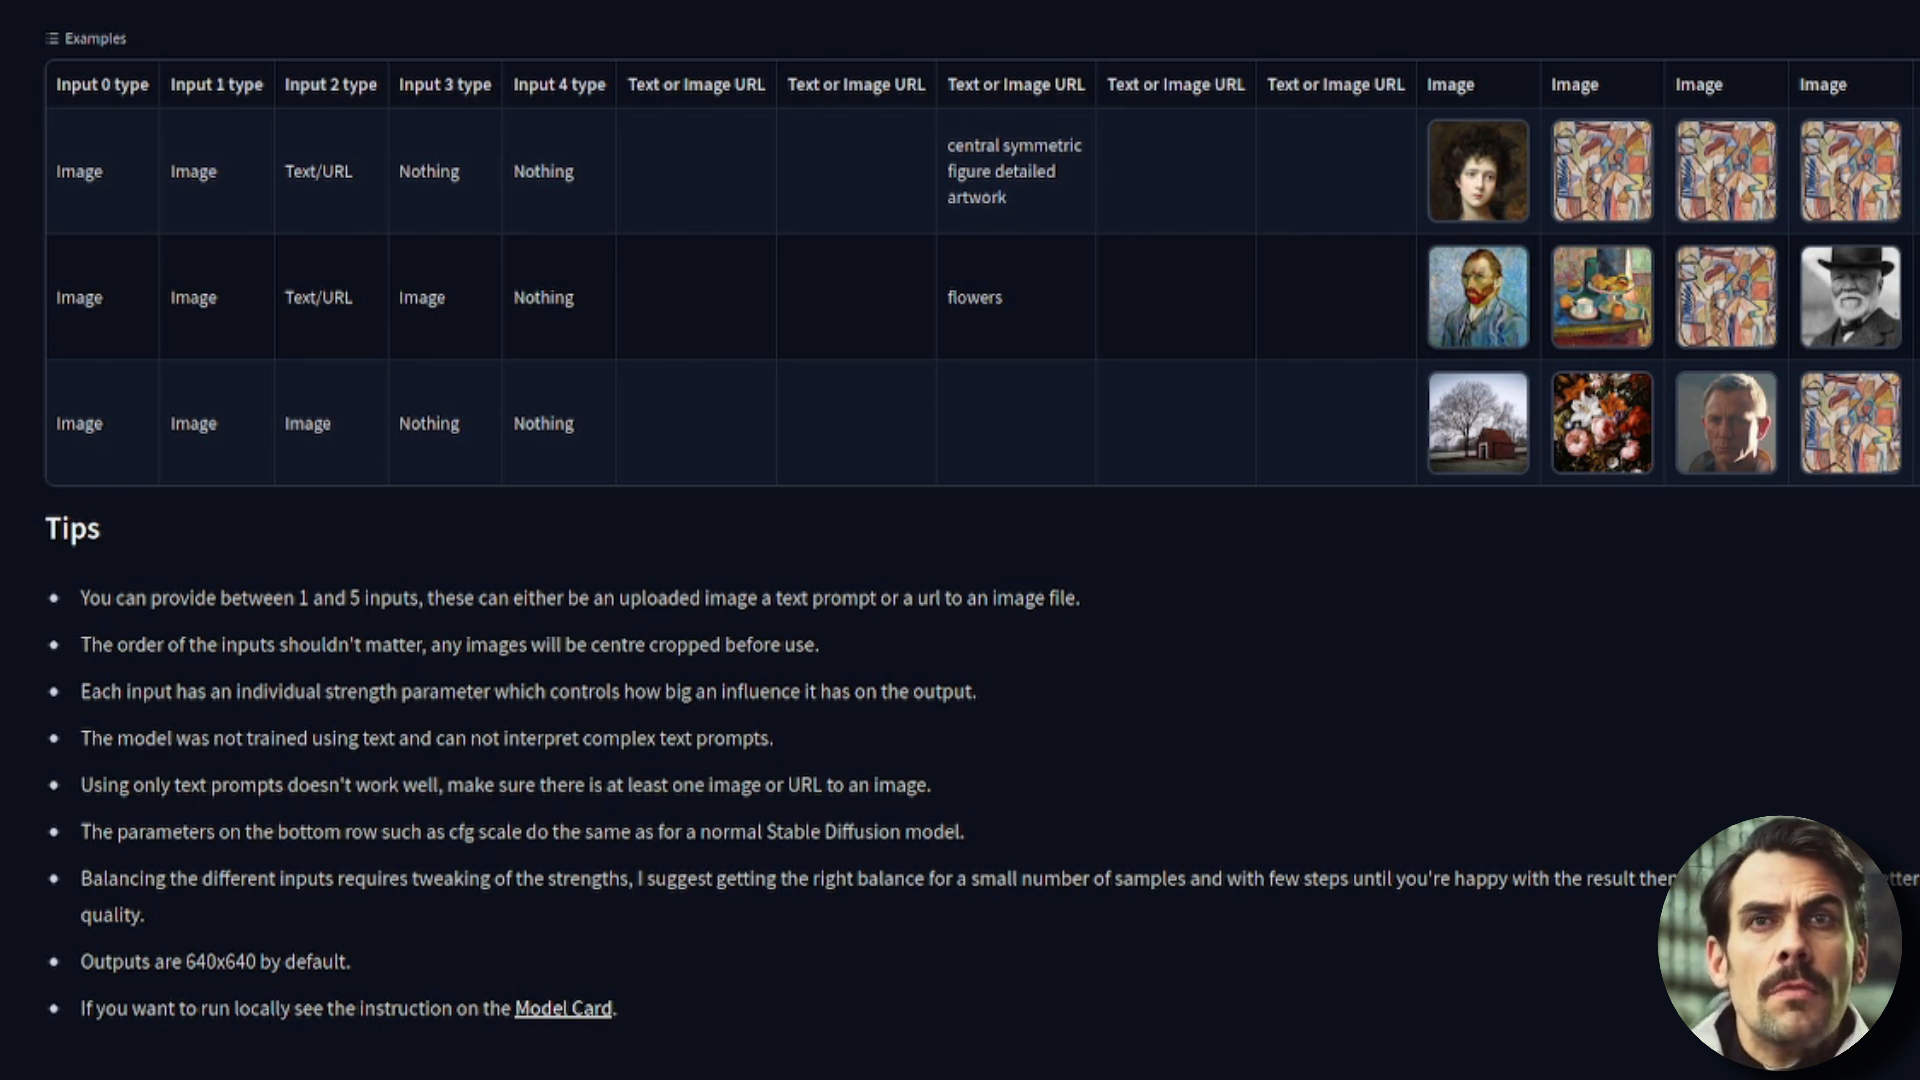 Examples
Input 0 type Input 1 type Input 2 type Input 3 type Input 4 type Text or Image URL Text or Image URL Text or Image URL Text or Image URL Text or Image URL Image Image Image Image
Image Image Text/URL Nothing Nothing central symmetric
figure detailed
artwork
Image Image Text/URL Image Nothing flowers
Image Image Image Nothing Nothing
Tips
• You can provide between 1 and 5 inputs, these can either be an uploaded image a text prompt or a url to an image file.
• The order of the inputs shouldn't matter, any images will be centre cropped before use.
• Each input has an individual strength parameter which controls how big an influence it has on the output.
• The model was not trained using text and can not interpret complex text prompts.
• Using only text prompts doesn't work well, make sure there is at least one image or URL to an image.
• The parameters on the bottom row such as cfg scale do the same as for a normal Stable Diffusion model.
• Balancing the different inputs requires tweaking of the strengths, I suggest getting the right balance for a small number of samples and with few steps until you're happy with the result
quality.
• Outputs are 640x640 by default.
• If you want to run locally see the instruction on the Model Card.